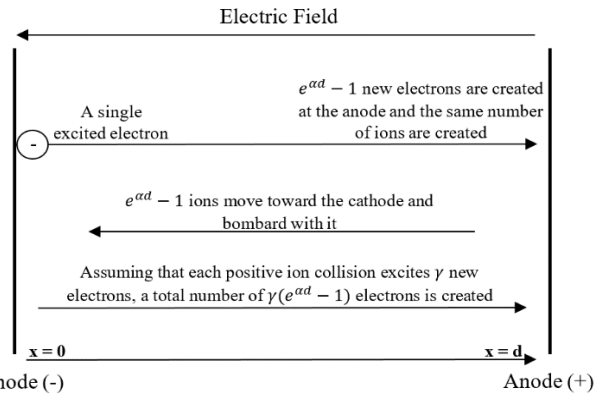 Electric Field
e^{αd} − 1 new electrons are created
at the anode and the same number
of ions are created
A single
excited electron
-
e^{αd} − 1 ions move toward the cathode and
bombard with it
Assuming that each positive ion collision excites γ new
electrons, a total number of γ(e^{αd} − 1) electrons is created
x = 0
x = d
node (-)
Anode (+)